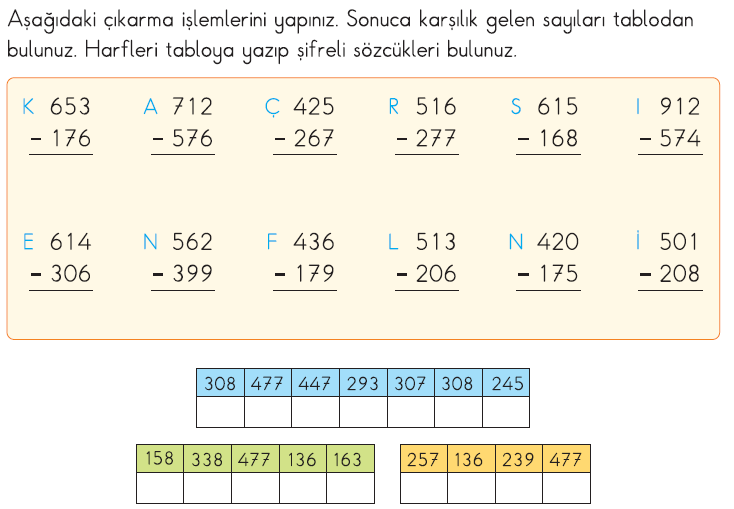 Aşağıdaki çıkarma işlemlerini yapınız. Sonuca karşılık gelen sayıları tablodan
bulunuz. Harfleri tabloya yazıp şifreli sözcükleri bulunuz.
K 653 A 712 Ç 425 R 516 S 615 I 912
- 176 - 576 - 267 - 277 - 168 - 574
E 614 N 562 F 436 L 513 N 420 İ 501
- 306 - 399 - 179 - 206 - 175 - 208
308 477 447 293 307 308 245
158 338 477 136 163 257 136 239 477